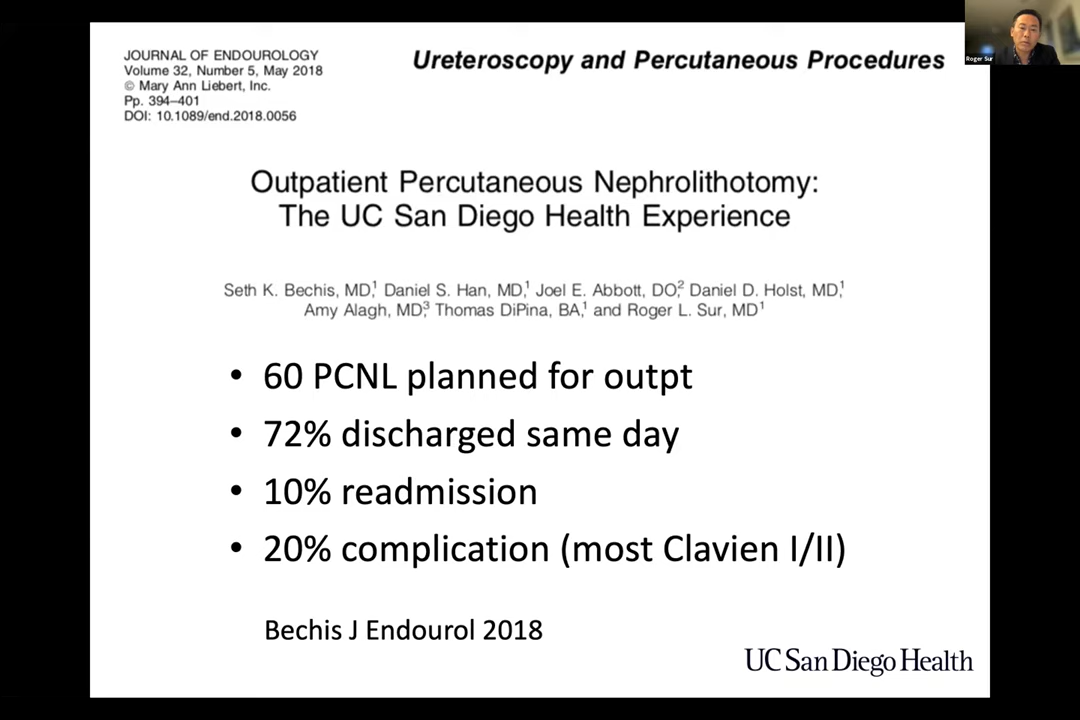 JOURNAL OF ENDOUROLOGY
Volume 32, Number 5, May 2018
© Mary Ann Liebert, Inc.
Pp. 394–401
DOI: 10.1089/end.2018.0056
Ureteroscopy and Percutaneous Procedures
Roger Sur
Outpatient Percutaneous Nephrolithotomy:
The UC San Diego Health Experience
Seth K. Bechis, MD,1 Daniel S. Han, MD,1 Joel E. Abbott, DO,2 Daniel D. Holst, MD,1
Amy Alagh, MD,3 Thomas DiPina, BA,1 and Roger L. Sur, MD1
• 60 PCNL planned for outpt
• 72% discharged same day
• 10% readmission
• 20% complication (most Clavien I/II)
Bechis J Endourol 2018
UC San Diego Health